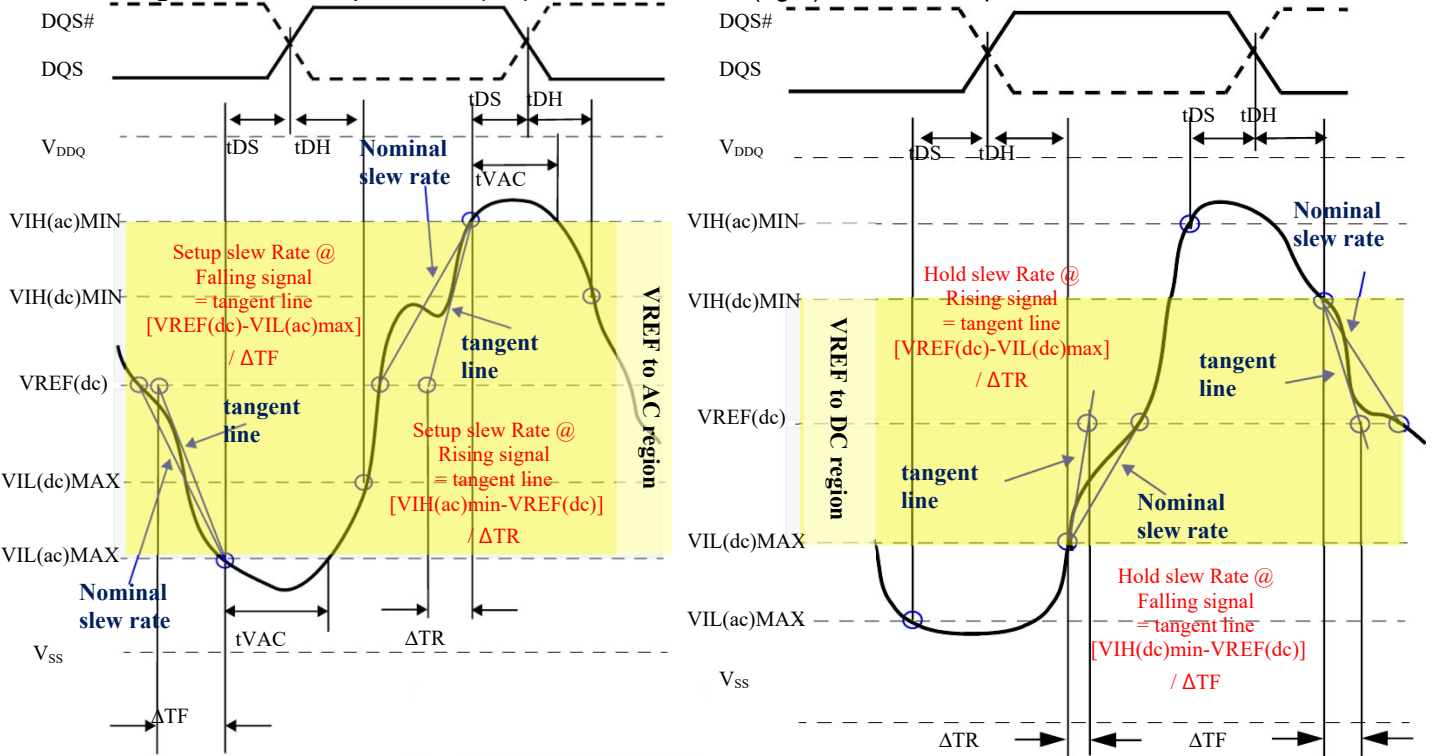 DQS#
DQS
tDS
tDH
tDS
tDH
VDDQ
Nominal
slew rate
tVAC
VIH(ac)MIN
Setup slew Rate @
Falling signal
= tangent line
[VREF(dc)-VIL(ac)max]
/ ΔTF
VIH(dc)MIN
tangent
line
VREF to AC region
VREF(dc)
tangent
line
Setup slew Rate @
Rising signal
= tangent line
[VIH(ac)min-VREF(dc)]
/ ΔTR
VIL(dc)MAX
VIL(ac)MAX
Nominal
slew rate
tVAC
ΔTR
VSS
ΔTF
DQS#
DQS
tDS
tDH
tDS
tDH
VDDQ
VIH(ac)MIN
Nominal
slew rate
Hold slew Rate @
Rising signal
= tangent line
[VREF(dc)-VIL(dc)max]
/ ΔTR
VIH(dc)MIN
VREF to DC region
tangent
line
VREF(dc)
tangent
line
Nominal
slew rate
VIL(dc)MAX
Hold slew Rate @
Falling signal
= tangent line
[VIH(dc)min-VREF(dc)]
/ ΔTF
VIL(ac)MAX
VSS
ΔTR
ΔTF